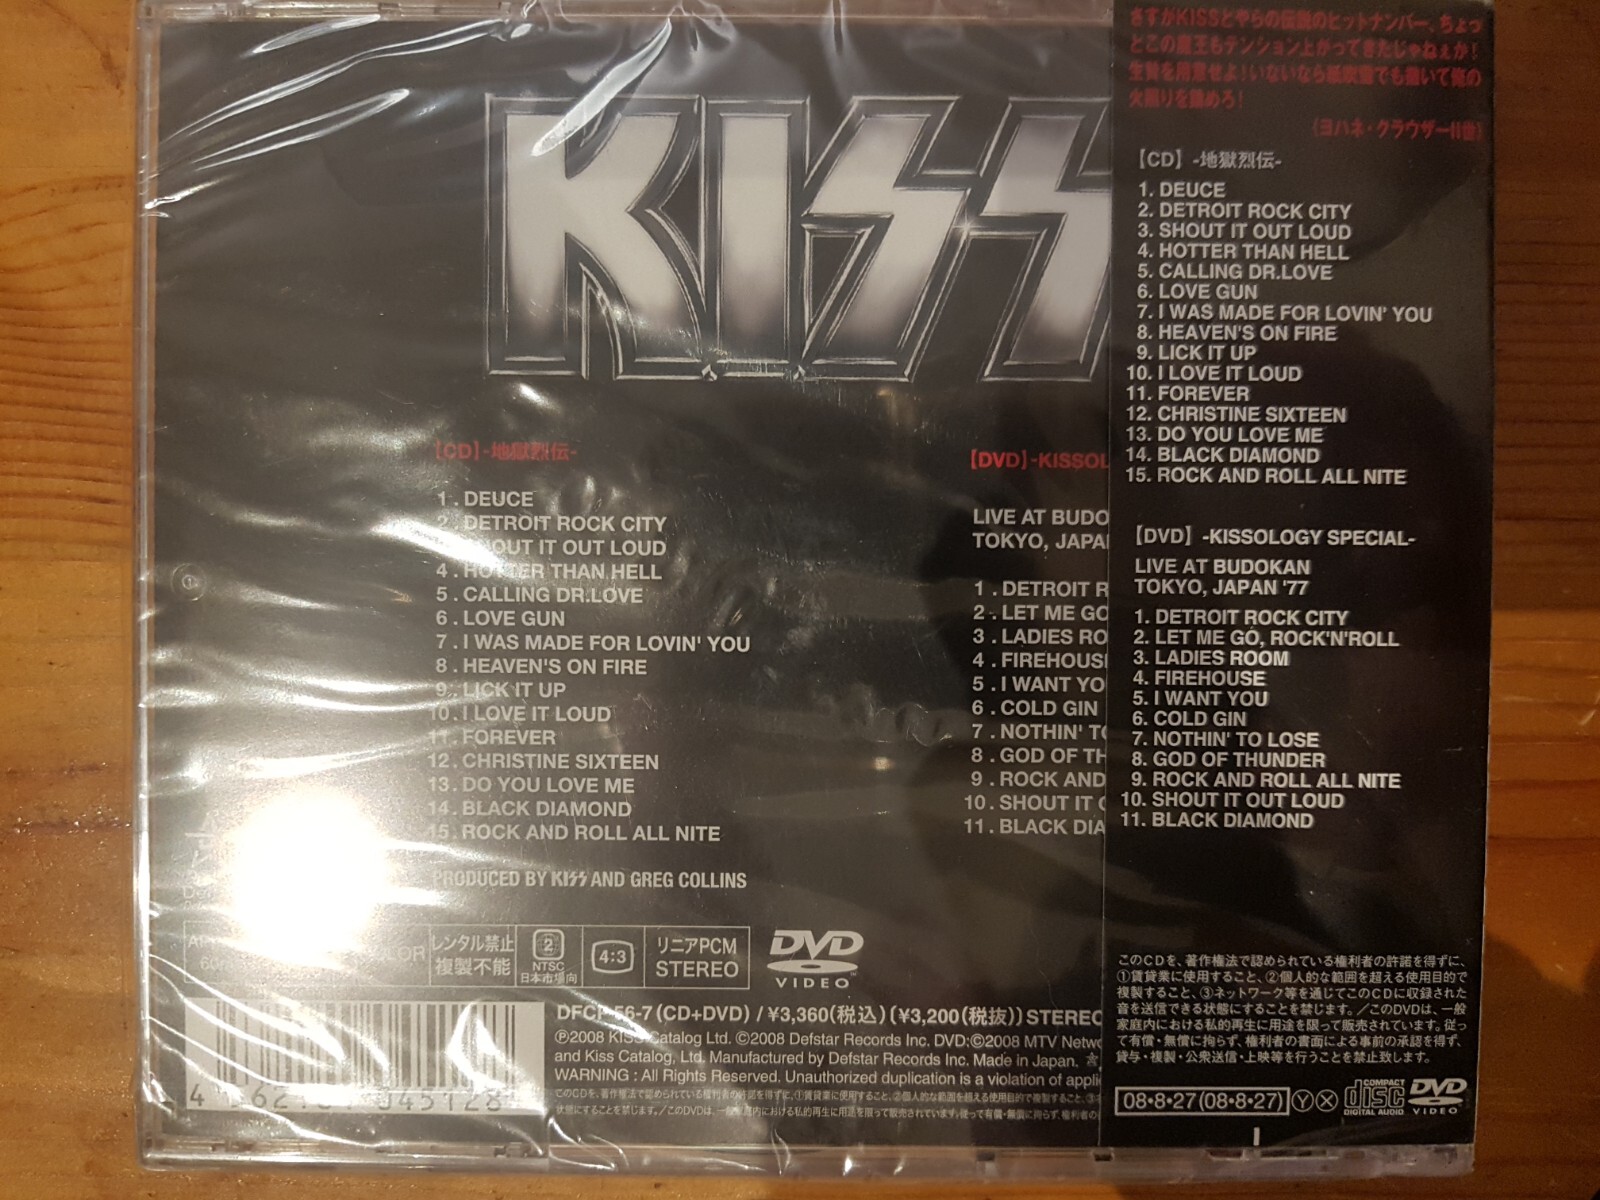 KISS
【CD】-地獄烈伝-
1. DEUCE
2. DETROIT ROCK CITY
SHOUT IT OUT LOUD
4. HOTTER THAN HELL
5. CALLING DR.LOVE
6. LOVE GUN
7. I WAS MADE FOR LOVIN' YOU
8. HEAVEN'S ON FIRE
9. LICK IT UP
10. I LOVE IT LOUD
11. FOREVER
12. CHRISTINE SIXTEEN
13. DO YOU LOVE ME
14. BLACK DIAMOND
15. ROCK AND ROLL ALL NITE
PRODUCED BY KISS AND GREG COLLINS
【DVD】-KISSOL
LIVE AT BUDO
TOKYO, JAPA
1. DETROIT R
2. LET ME GO
3. LADIES RO
4. FIREHOUS
5. I WANT YO
6. COLD GIN
7. NOTHIN' TO
8. GOD OF TH
9. ROCK AND
10. SHOUT IT O
11. BLACK DIA
レンタル禁止
複製不能
2
NTSC
日本市場向
4:3
リニアPCM
STEREO
DVD
VIDEO
(CD+DVD) / ¥3,360(税込)(¥3,200(税抜)) STEREO
Ⓟ2008 KISS Catalog Ltd. ©2008 Defstar Records Inc. DVD:©2008 MTV Netw
and Kiss Catalog, Ltd. Manufactured by Defstar Records Inc. Made in Japan.
WARNING : All Rights Reserved. Unauthorized duplication is a violation of appli
さすがKISSとやらの伝説のヒットナンバー、ちょっ
とこの魔王もテンション上がってきたじゃねぇか!
生贄を用意せよ!いないなら紙吹雪でも撒いて俺の
火照りを鎮めろ!
(ヨハネ・クラウザーII世)
【CD】-地獄烈伝-
1. DEUCE
2. DETROIT ROCK CITY
3. SHOUT IT OUT LOUD
4. HOTTER THAN HELL
5. CALLING DR.LOVE
6. LOVE GUN
7. I WAS MADE FOR LOVIN' YOU
8. HEAVEN'S ON FIRE
9. LICK IT UP
10. I LOVE IT LOUD
11. FOREVER
12. CHRISTINE SIXTEEN
13. DO YOU LOVE ME
14. BLACK DIAMOND
15. ROCK AND ROLL ALL NITE
【DVD】-KISSOLOGY SPECIAL-
LIVE AT BUDOKAN
TOKYO, JAPAN '77
1. DETROIT ROCK CITY
2. LET ME GO, ROCK'N'ROLL
3. LADIES ROOM
4. FIREHOUSE
5. I WANT YOU
6. COLD GIN
7. NOTHIN' TO LOSE
8. GOD OF THUNDER
9. ROCK AND ROLL ALL NITE
10. SHOUT IT OUT LOUD
11. BLACK DIAMOND
このCDを、著作権法で認められている権利者の許諾を得ずに、
①賃貸業に使用すること、②個人的な範囲を超える使用目的で
複製すること、③ネットワーク等を通じてこのCDに収録された
音を送信できる状態にすることを禁じます。/このDVDは、一般
家庭内における私的再生に用途を限って販売されています。従っ
て有償・無償に拘らず、権利者の書面による事前の承認を得ず、
貸与・複製・公衆送信・上映等を行うことを禁止致します。
08・8・27(08・8・27) Ⓨ Ⓧ
COMPACT
disc
DIGITAL AUDIO
DVD
VIDEO